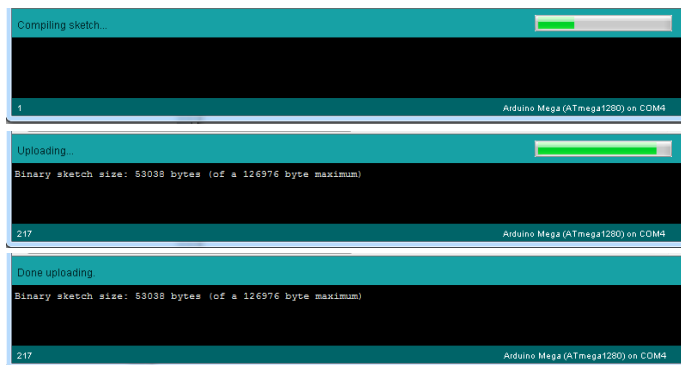 Compiling sketch...
1 Arduino Mega (ATmega1280) on COM4
Uploading...
Binary sketch size: 53038 bytes (of a 126976 byte maximum)
217 Arduino Mega (ATmega1280) on COM4
Done uploading.
Binary sketch size: 53038 bytes (of a 126976 byte maximum)
217 Arduino Mega (ATmega1280) on COM4